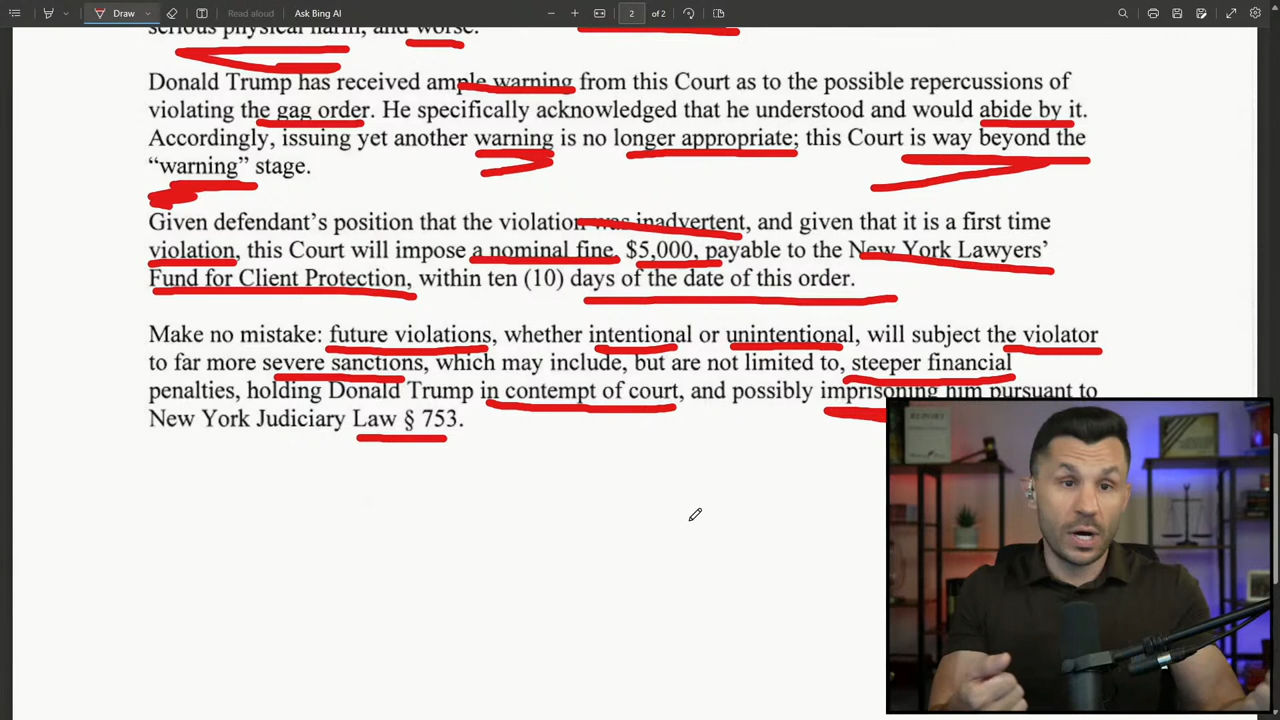 Draw
Read aloud
Ask Bing AI
2
of 2
serious physical harm, and worse.
Donald Trump has received ample warning from this Court as to the possible repercussions of
violating the gag order. He specifically acknowledged that he understood and would abide by it.
Accordingly, issuing yet another warning is no longer appropriate; this Court is way beyond the
“warning” stage.
Given defendant’s position that the violation was inadvertent, and given that it is a first time
violation, this Court will impose a nominal fine, $5,000, payable to the New York Lawyers’
Fund for Client Protection, within ten (10) days of the date of this order.
Make no mistake: future violations, whether intentional or unintentional, will subject the violator
to far more severe sanctions, which may include, but are not limited to, steeper financial
penalties, holding Donald Trump in contempt of court, and possibly imprisoning him pursuant to
New York Judiciary Law § 753.